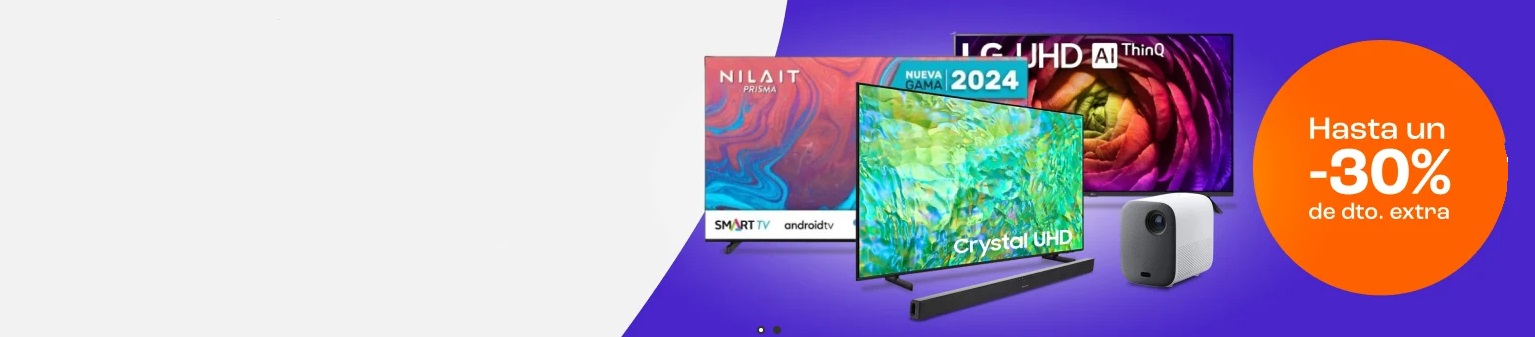 NILAIT
PRISMA
NUEVA
GAMA
2024
SMART TV
androidtv
LG UHD AI ThinQ
Crystal UHD
Hasta un
-30%
de dto. extra